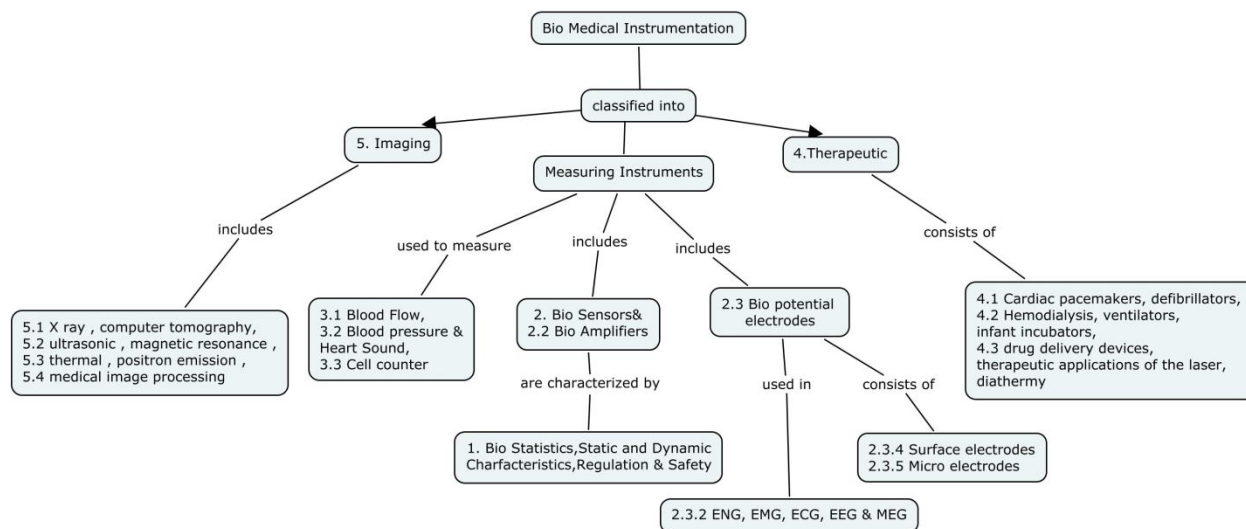 Bio Medical Instrumentation
classified into
5. Imaging
Measuring Instruments
4.Therapeutic
includes
used to measure
includes
includes
consists of
5.1 X ray , computer tomography,
5.2 ultrasonic , magnetic resonance ,
5.3 thermal , positron emission ,
5.4 medical image processing
3.1 Blood Flow,
3.2 Blood pressure &
Heart Sound,
3.3 Cell counter
2. Bio Sensors&
2.2 Bio Amplifiers
2.3 Bio potential
electrodes
4.1 Cardiac pacemakers, defibrillators,
4.2 Hemodialysis, ventilators,
infant incubators,
4.3 drug delivery devices,
therapeutic applications of the laser,
diathermy
are characterized by
used in
consists of
1. Bio Statistics,Static and Dynamic
Charfacteristics,Regulation & Safety
2.3.4 Surface electrodes
2.3.5 Micro electrodes
2.3.2 ENG, EMG, ECG, EEG & MEG